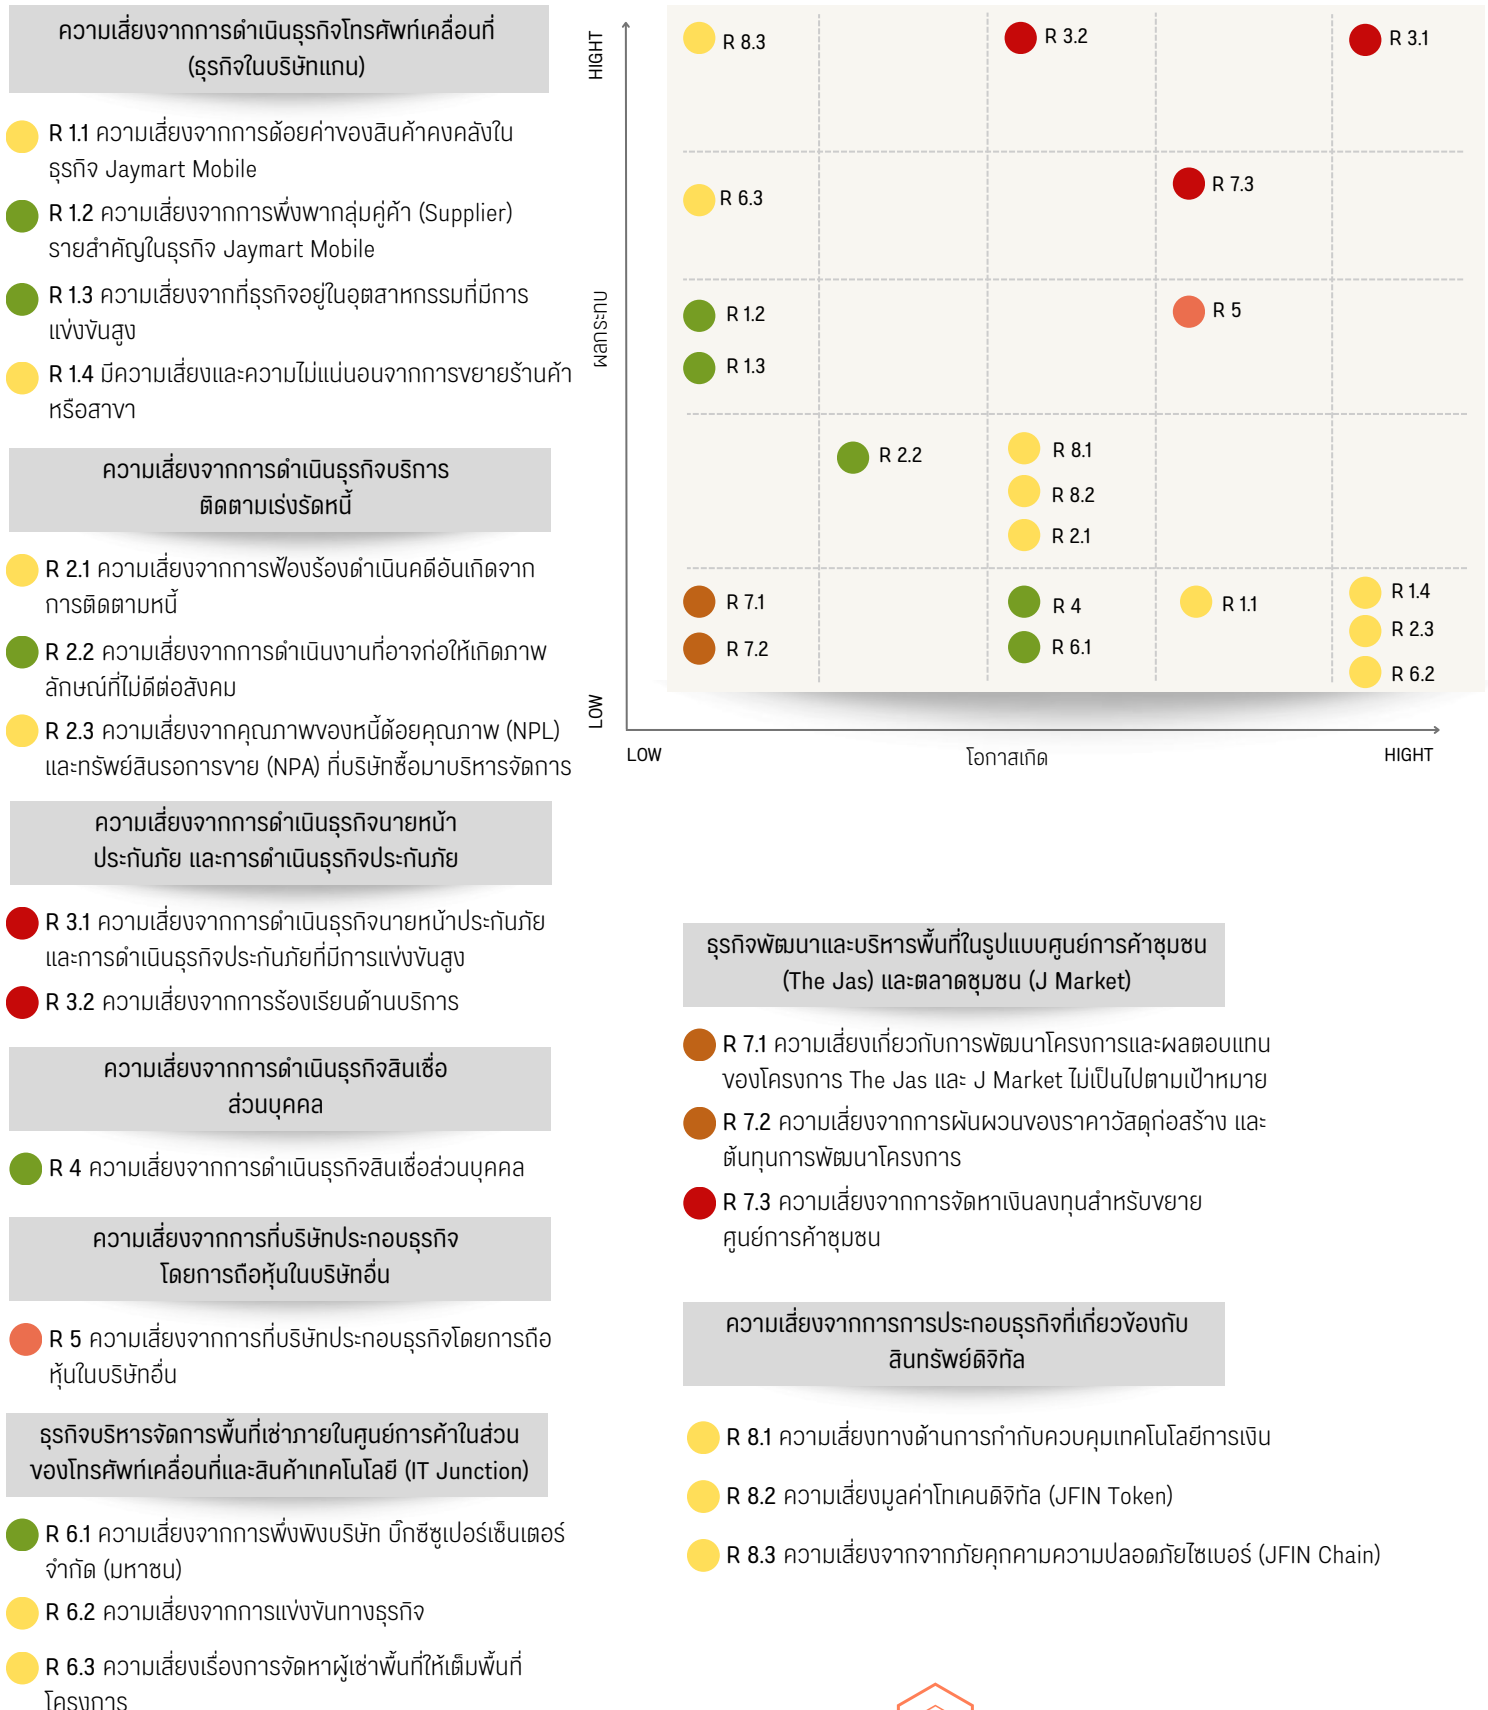 ความเสี่ยงจากการดำเนินธุรกิจโทรศัพท์เคลื่อนที่
(ธุรกิจในบริษัทแกน)
R 1.1 ความเสี่ยงจากการด้อยค่าของสินค้าคงคลังใน
ธุรกิจ Jaymart Mobile
R 1.2 ความเสี่ยงจากการพึ่งพากลุ่มคู่ค้า (Supplier)
รายสำคัญในธุรกิจ Jaymart Mobile
R 1.3 ความเสี่ยงจากที่ธุรกิจอยู่ในอุตสาหกรรมที่มีการ
แข่งขันสูง
R 1.4 มีความเสี่ยงและความไม่แน่นอนจากการขยายร้านค้า
หรือสาขา
ความเสี่ยงจากการดำเนินธุรกิจบริการ
ติดตามเร่งรัดหนี้
R 2.1 ความเสี่ยงจากการฟ้องร้องดำเนินคดีอันเกิดจาก
การติดตามหนี้
R 2.2 ความเสี่ยงจากการดำเนินงานที่อาจก่อให้เกิดภาพ
ลักษณ์ที่ไม่ดีต่อสังคม
R 2.3 ความเสี่ยงจากคุณภาพของหนี้ด้อยคุณภาพ (NPL)
และทรัพย์สินรอการขาย (NPA) ที่บริษัทซื้อมาบริหารจัดการ
ความเสี่ยงจากการดำเนินธุรกิจนายหน้า
ประกันภัย และการดำเนินธุรกิจประกันภัย
R 3.1 ความเสี่ยงจากการดำเนินธุรกิจนายหน้าประกันภัย
และการดำเนินธุรกิจประกันภัยที่มีการแข่งขันสูง
R 3.2 ความเสี่ยงจากการร้องเรียนด้านบริการ
ความเสี่ยงจากการดำเนินธุรกิจสินเชื่อ
ส่วนบุคคล
R 4 ความเสี่ยงจากการดำเนินธุรกิจสินเชื่อส่วนบุคคล
ความเสี่ยงจากการที่บริษัทประกอบธุรกิจ
โดยการถือหุ้นในบริษัทอื่น
R 5 ความเสี่ยงจากการที่บริษัทประกอบธุรกิจโดยการถือ
หุ้นในบริษัทอื่น
ธุรกิจบริหารจัดการพื้นที่เช่าภายในศูนย์การค้าในส่วน
ของโทรศัพท์เคลื่อนที่และสินค้าเทคโนโลยี (IT Junction)
R 6.1 ความเสี่ยงจากการพึ่งพิงบริษัท บิ๊กซีซูเปอร์เซ็นเตอร์
จำกัด (มหาชน)
R 6.2 ความเสี่ยงจากการแข่งขันทางธุรกิจ
R 6.3 ความเสี่ยงเรื่องการจัดหาผู้เช่าพื้นที่ให้เต็มพื้นที่
โครงการ
HIGHT
ผลกระทบ
LOW
R 8.3
R 3.2
R 3.1
R 6.3
R 7.3
R 1.2
R 5
R 1.3
R 2.2
R 8.1
R 8.2
R 2.1
R 7.1
R 4
R 1.1
R 1.4
R 2.3
R 7.2
R 6.1
R 6.2
LOW
โอกาสเกิด
HIGHT
ธุรกิจพัฒนาและบริหารพื้นที่ในรูปแบบศูนย์การค้าชุมชน
(The Jas) และตลาดชุมชน (J Market)
R 7.1 ความเสี่ยงเกี่ยวกับการพัฒนาโครงการและผลตอบแทน
ของโครงการ The Jas และ J Market ไม่เป็นไปตามเป้าหมาย
R 7.2 ความเสี่ยงจากการผันผวนของราคาวัสดุก่อสร้าง และ
ต้นทุนการพัฒนาโครงการ
R 7.3 ความเสี่ยงจากการจัดหาเงินลงทุนสำหรับขยาย
ศูนย์การค้าชุมชน
ความเสี่ยงจากการการประกอบธุรกิจที่เกี่ยวข้องกับ
สินทรัพย์ดิจิทัล
R 8.1 ความเสี่ยงทางด้านการกำกับควบคุมเทคโนโลยีการเงิน
R 8.2 ความเสี่ยงมูลค่าโทเคนดิจิทัล (JFIN Token)
R 8.3 ความเสี่ยงจากจากภัยคุกคามความปลอดภัยไซเบอร์ (JFIN Chain)